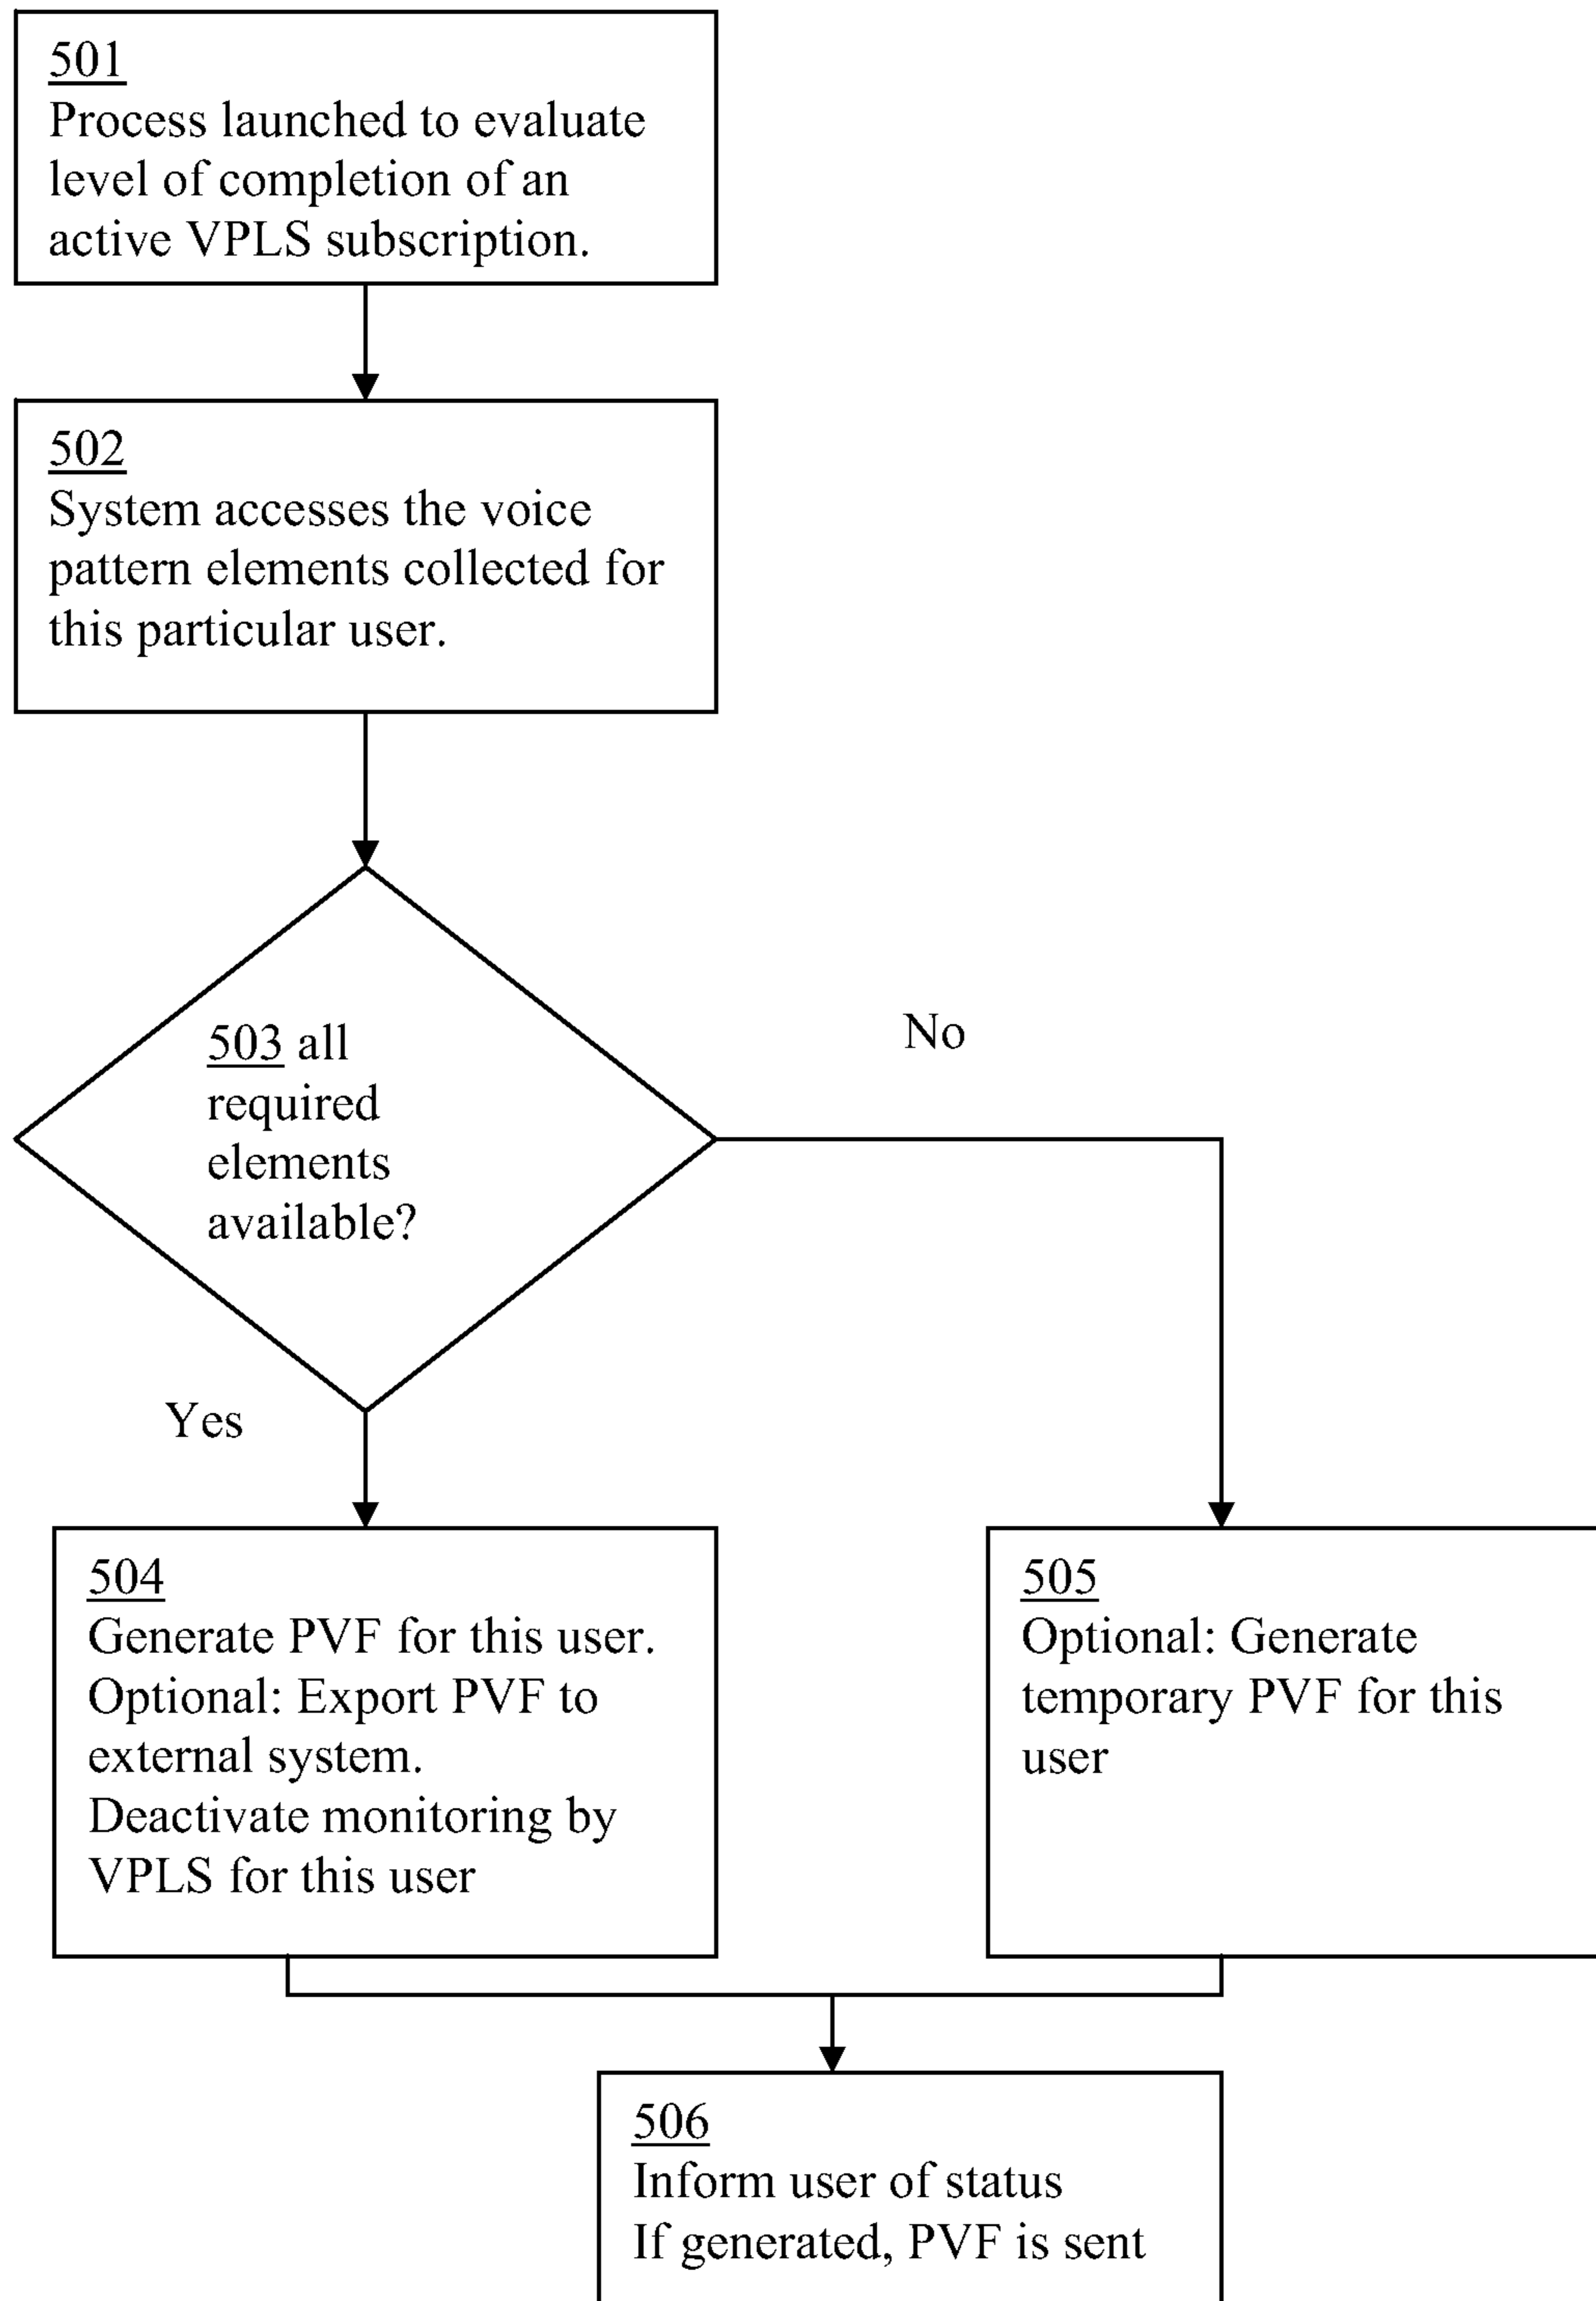 501
Process launched to evaluate
level of completion of an
active VPLS subscription.
502
System accesses the voice
pattern elements collected for
this particular user.
503 all
required
elements
available?
No
Yes
504
Generate PVF for this user.
Optional: Export PVF to
external system.
Deactivate monitoring by
VPLS for this user
505
Optional: Generate
temporary PVF for this
user
506
Inform user of status
If generated, PVF is sent